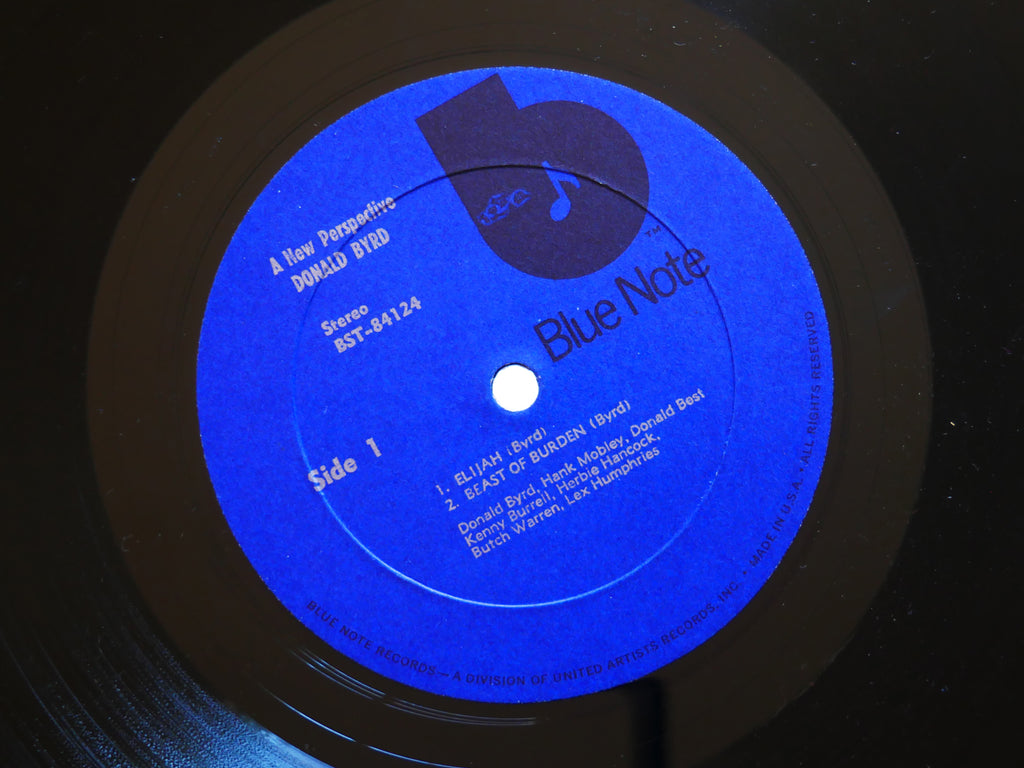 A New Perspective
DONALD BYRD
Stereo
BST-84124
TM
Blue Note
Side 1
1. ELIJAH (Byrd)
2. BEAST OF BURDEN (Byrd)
Donald Byrd, Hank Mobley, Donald Best
Kenny Burrell, Herbie Hancock,
Butch Warren, Lex Humphries
BLUE NOTE RECORDS—A DIVISION OF UNITED ARTISTS RECORDS, INC. • MADE IN U.S.A. • ALL RIGHTS RESERVED